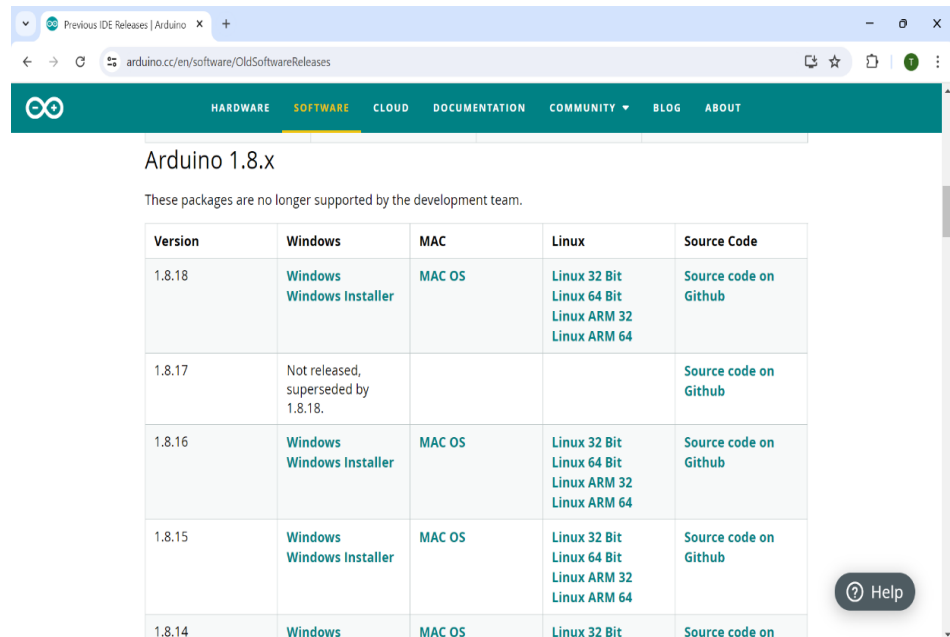 Previous IDE Releases | Arduino
arduino.cc/en/software/OldSoftwareReleases
T
HARDWARE SOFTWARE CLOUD DOCUMENTATION COMMUNITY BLOG ABOUT
Arduino 1.8.x
These packages are no longer supported by the development team.
Version Windows MAC Linux Source Code
1.8.18 Windows MAC OS Linux 32 Bit Source code on
Windows Installer Linux 64 Bit Github
Linux ARM 32
Linux ARM 64
1.8.17 Not released, Source code on
superseded by Github
1.8.18.
1.8.16 Windows MAC OS Linux 32 Bit Source code on
Windows Installer Linux 64 Bit Github
Linux ARM 32
Linux ARM 64
1.8.15 Windows MAC OS Linux 32 Bit Source code on
Windows Installer Linux 64 Bit Github
Linux ARM 32
Linux ARM 64
Help
1.8.14 Windows MAC OS Linux 32 Bit Source code on